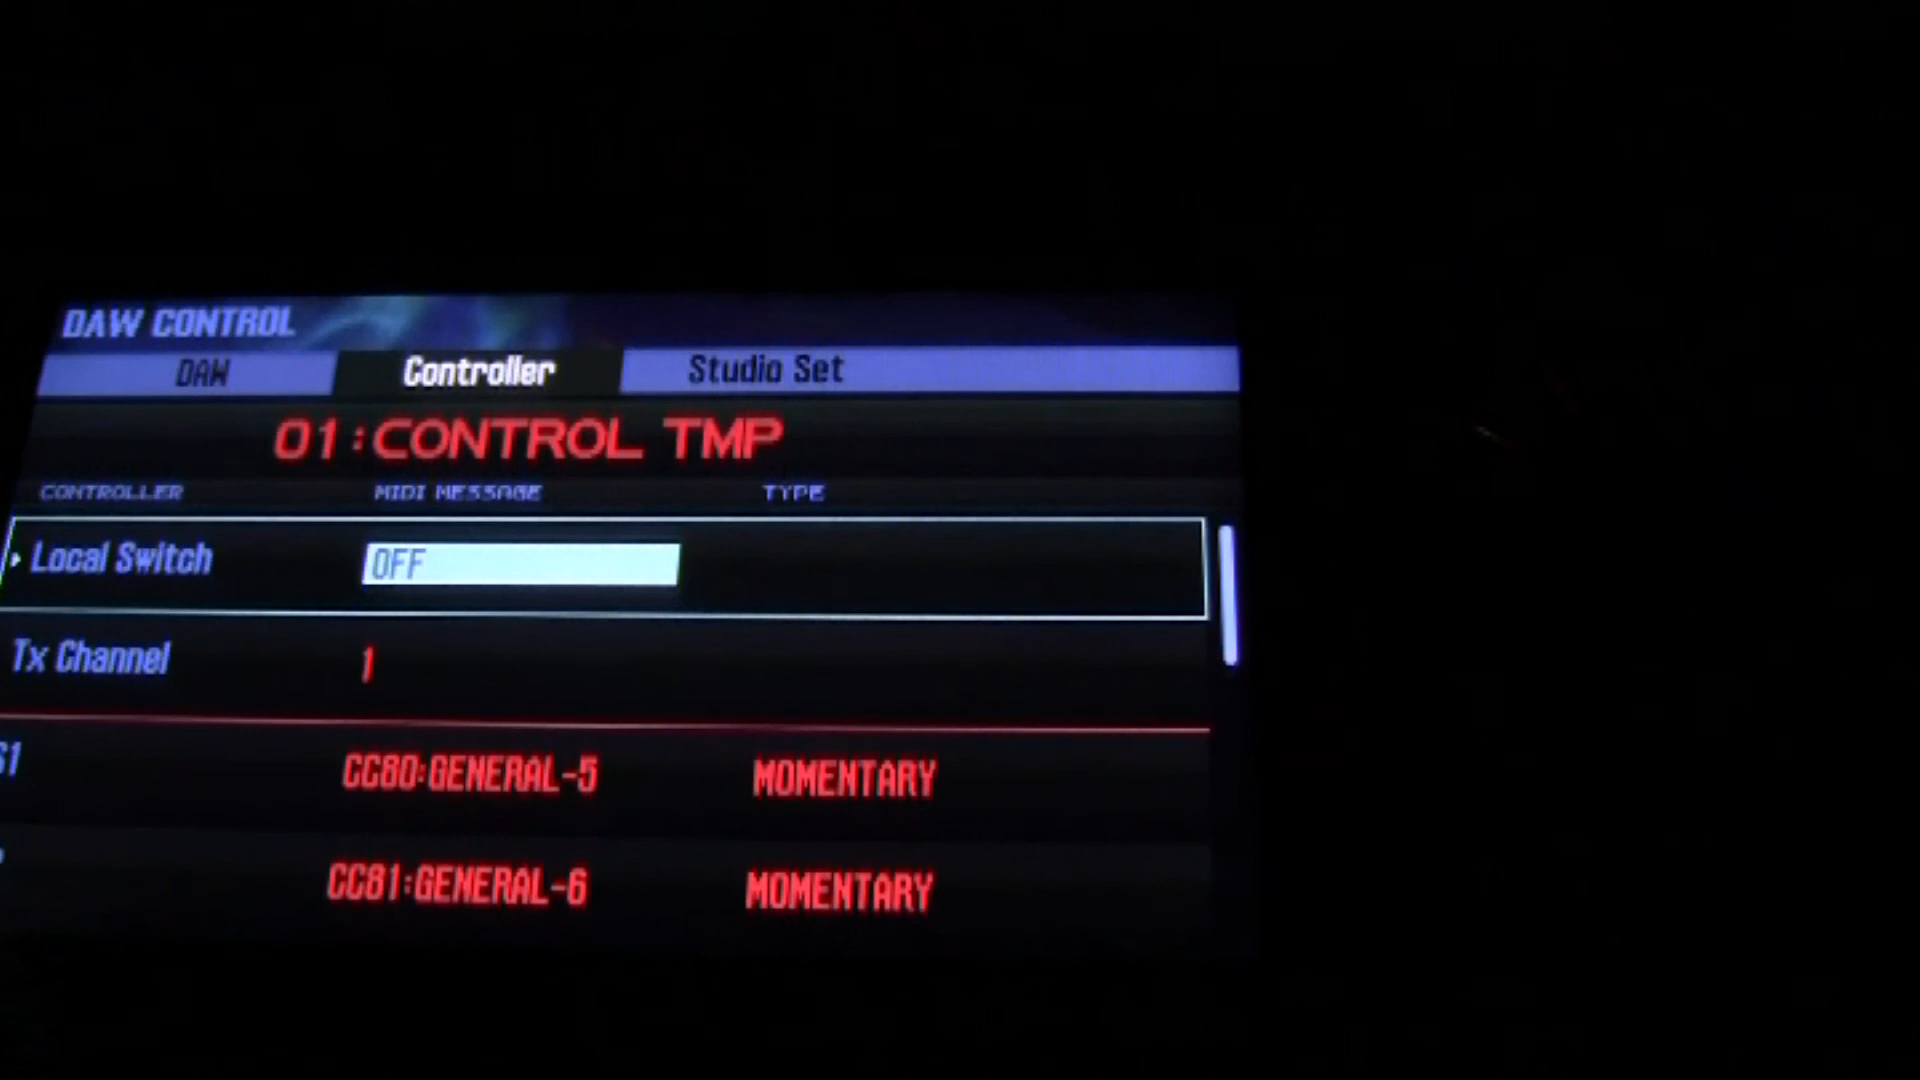 DAW CONTROL
DAW Controller Studio Set
01:CONTROL TMP
CONTROLLER MIDI MESSAGE TYPE
Local Switch OFF
Tx Channel 1
S1 CC80:GENERAL-5 MOMENTARY
CC81:GENERAL-6 MOMENTARY